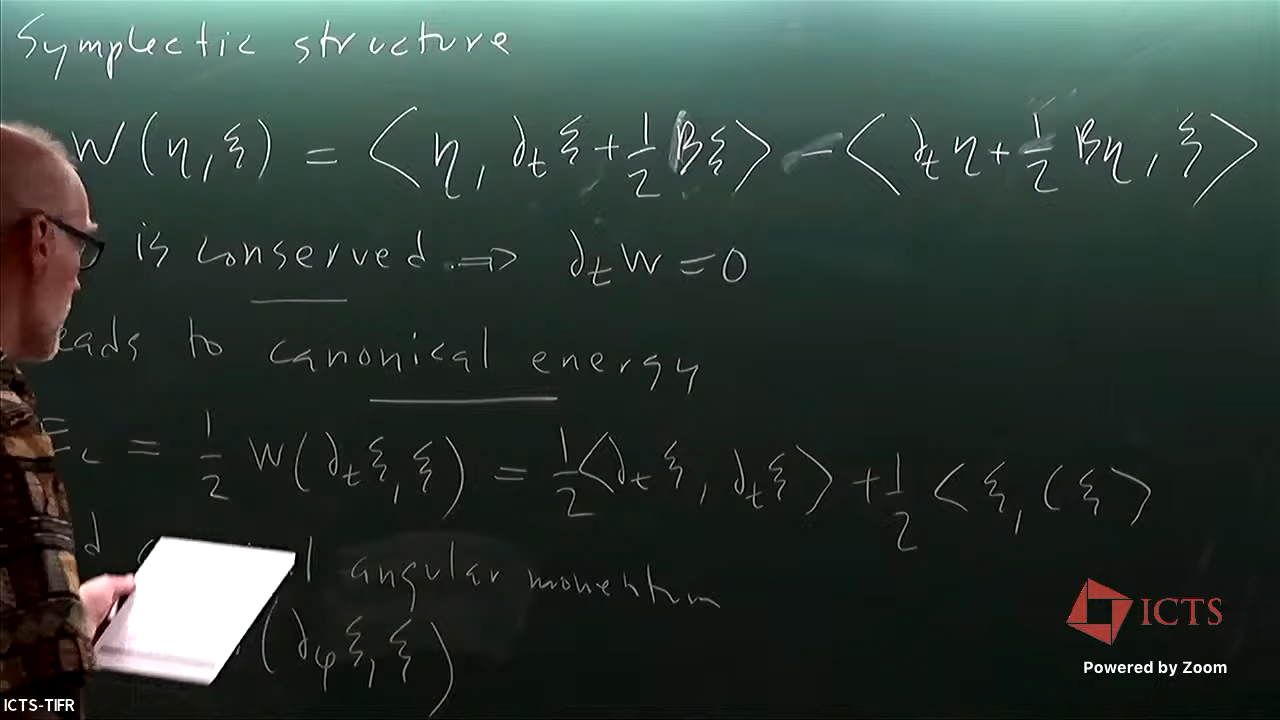 Symplectic structure
W(η, ξ) = ⟨η, ∂_t ξ + 1/2 Bξ⟩ - ⟨∂_t η + 1/2 Bη, ξ⟩
is conserved ⇒ ∂_t W = 0
to canonical energy
= 1/2 W(∂_t ξ, ξ) = 1/2 ⟨∂_t ξ, ∂_t ξ⟩ + 1/2 ⟨ξ, Cξ⟩
angular momentum
(∂_φ ξ, ξ)
ICTS
Powered by Zoom
ICTS-TIFR